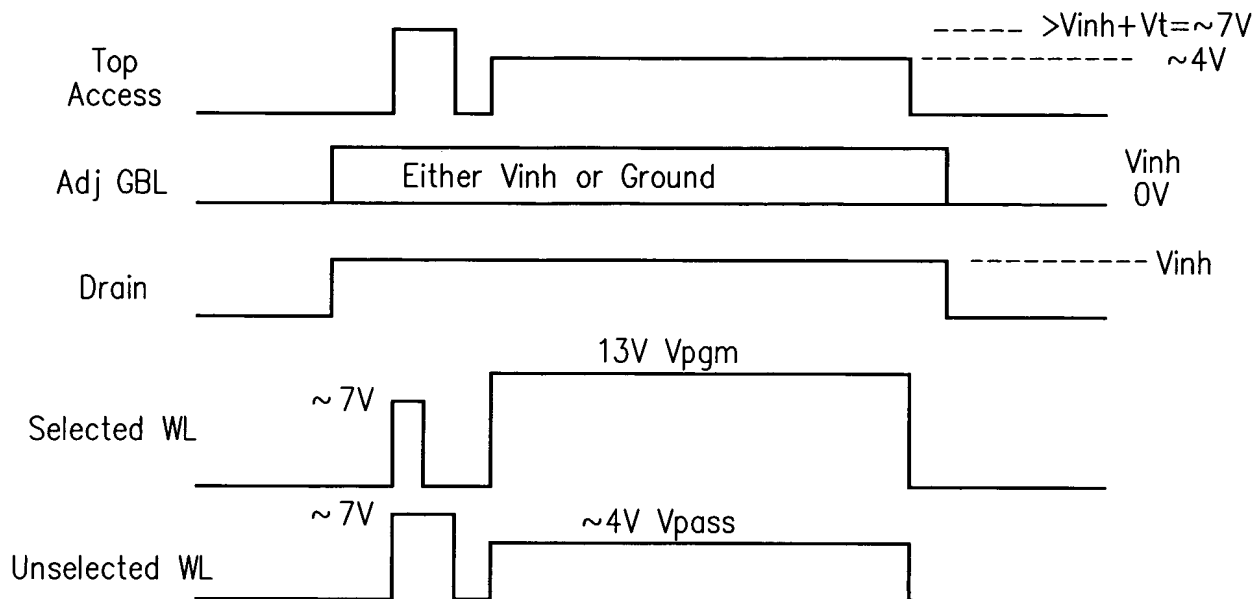 >Vinh+Vt=~7V
Top
Access
~4V
Adj GBL
Either Vinh or Ground
Vinh
0V
Drain
Vinh
13V Vpgm
~7V
Selected WL
~7V
~4V Vpass
Unselected WL